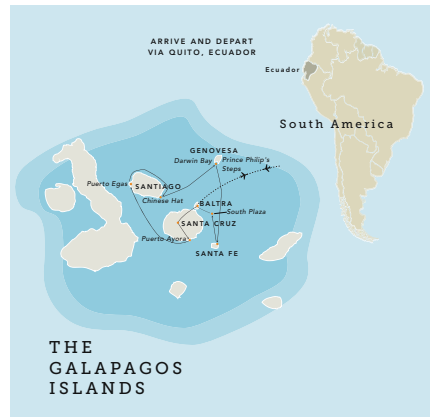 ARRIVE AND DEPART
VIA QUITO, ECUADOR
Ecuador
South America
GENOVESA
Darwin Bay
Prince Philip's
Steps
Puerto Egas
SANTIAGO
Chinese Hat
BALTRA
South Plaza
SANTA CRUZ
Puerto Ayora
SANTA FE
THE
GALAPAGOS
ISLANDS